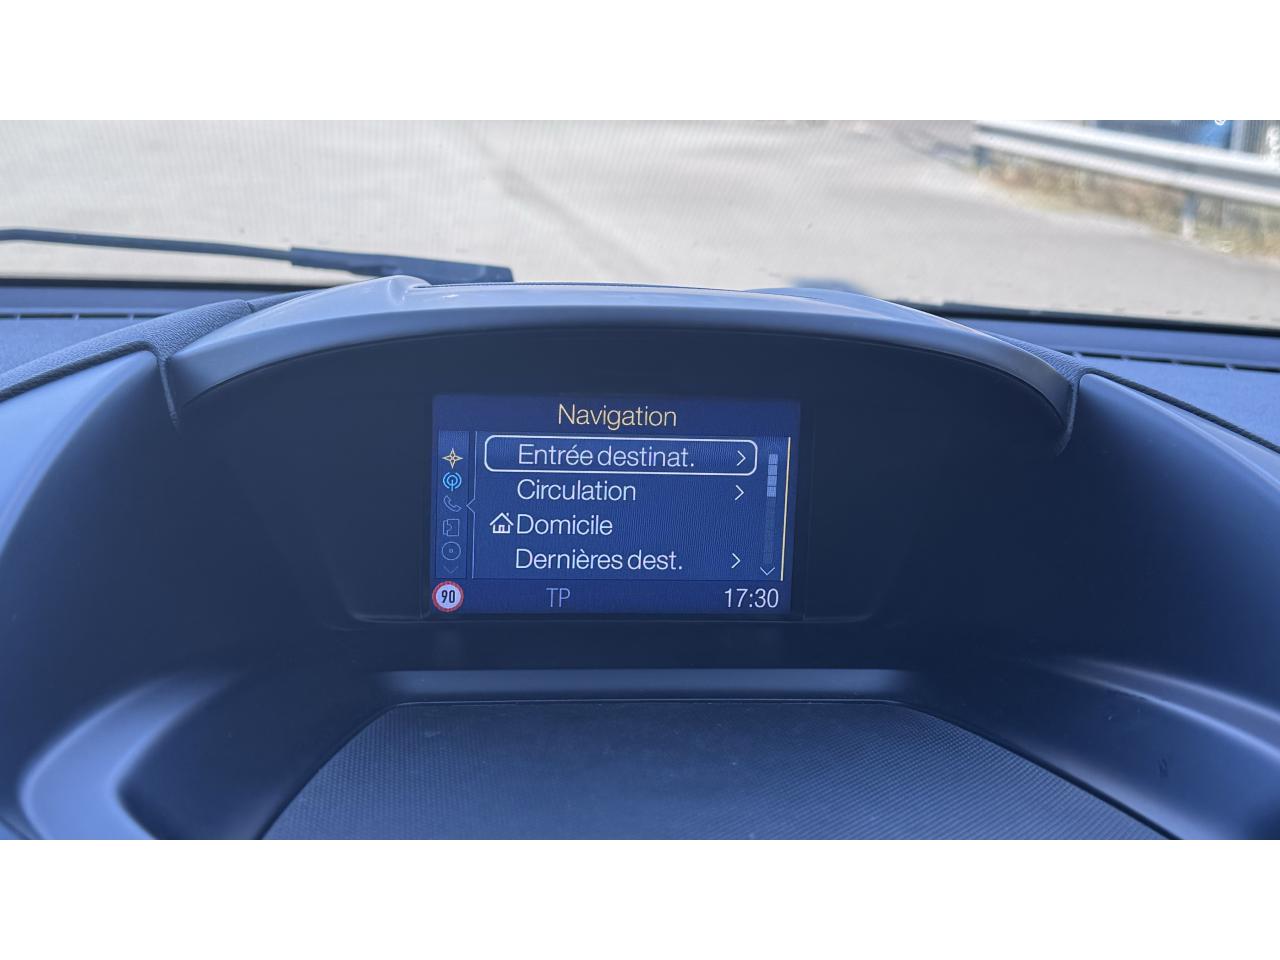 Navigation
Entrée destinat.
Circulation
Domicile
Dernières dest.
90 TP 17:30